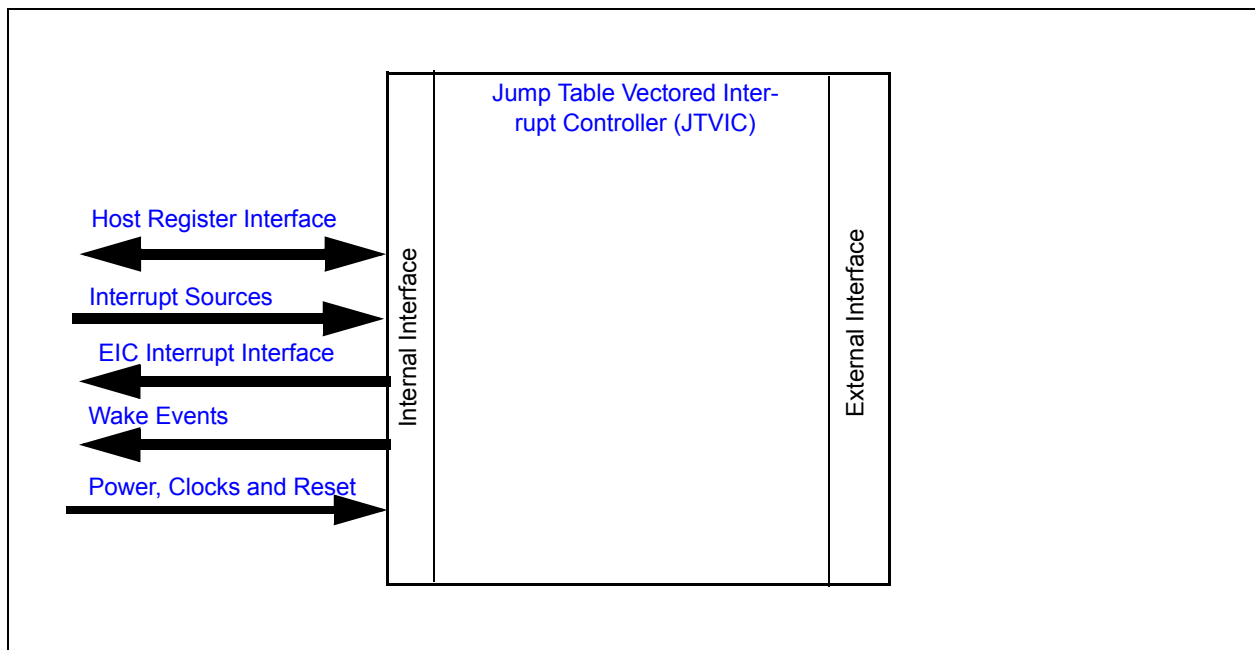 Jump Table Vectored Inter-
rupt Controller (JTVIC)
Host Register Interface
Interrupt Sources
EIC Interrupt Interface
Wake Events
Power, Clocks and Reset
Internal Interface
External Interface